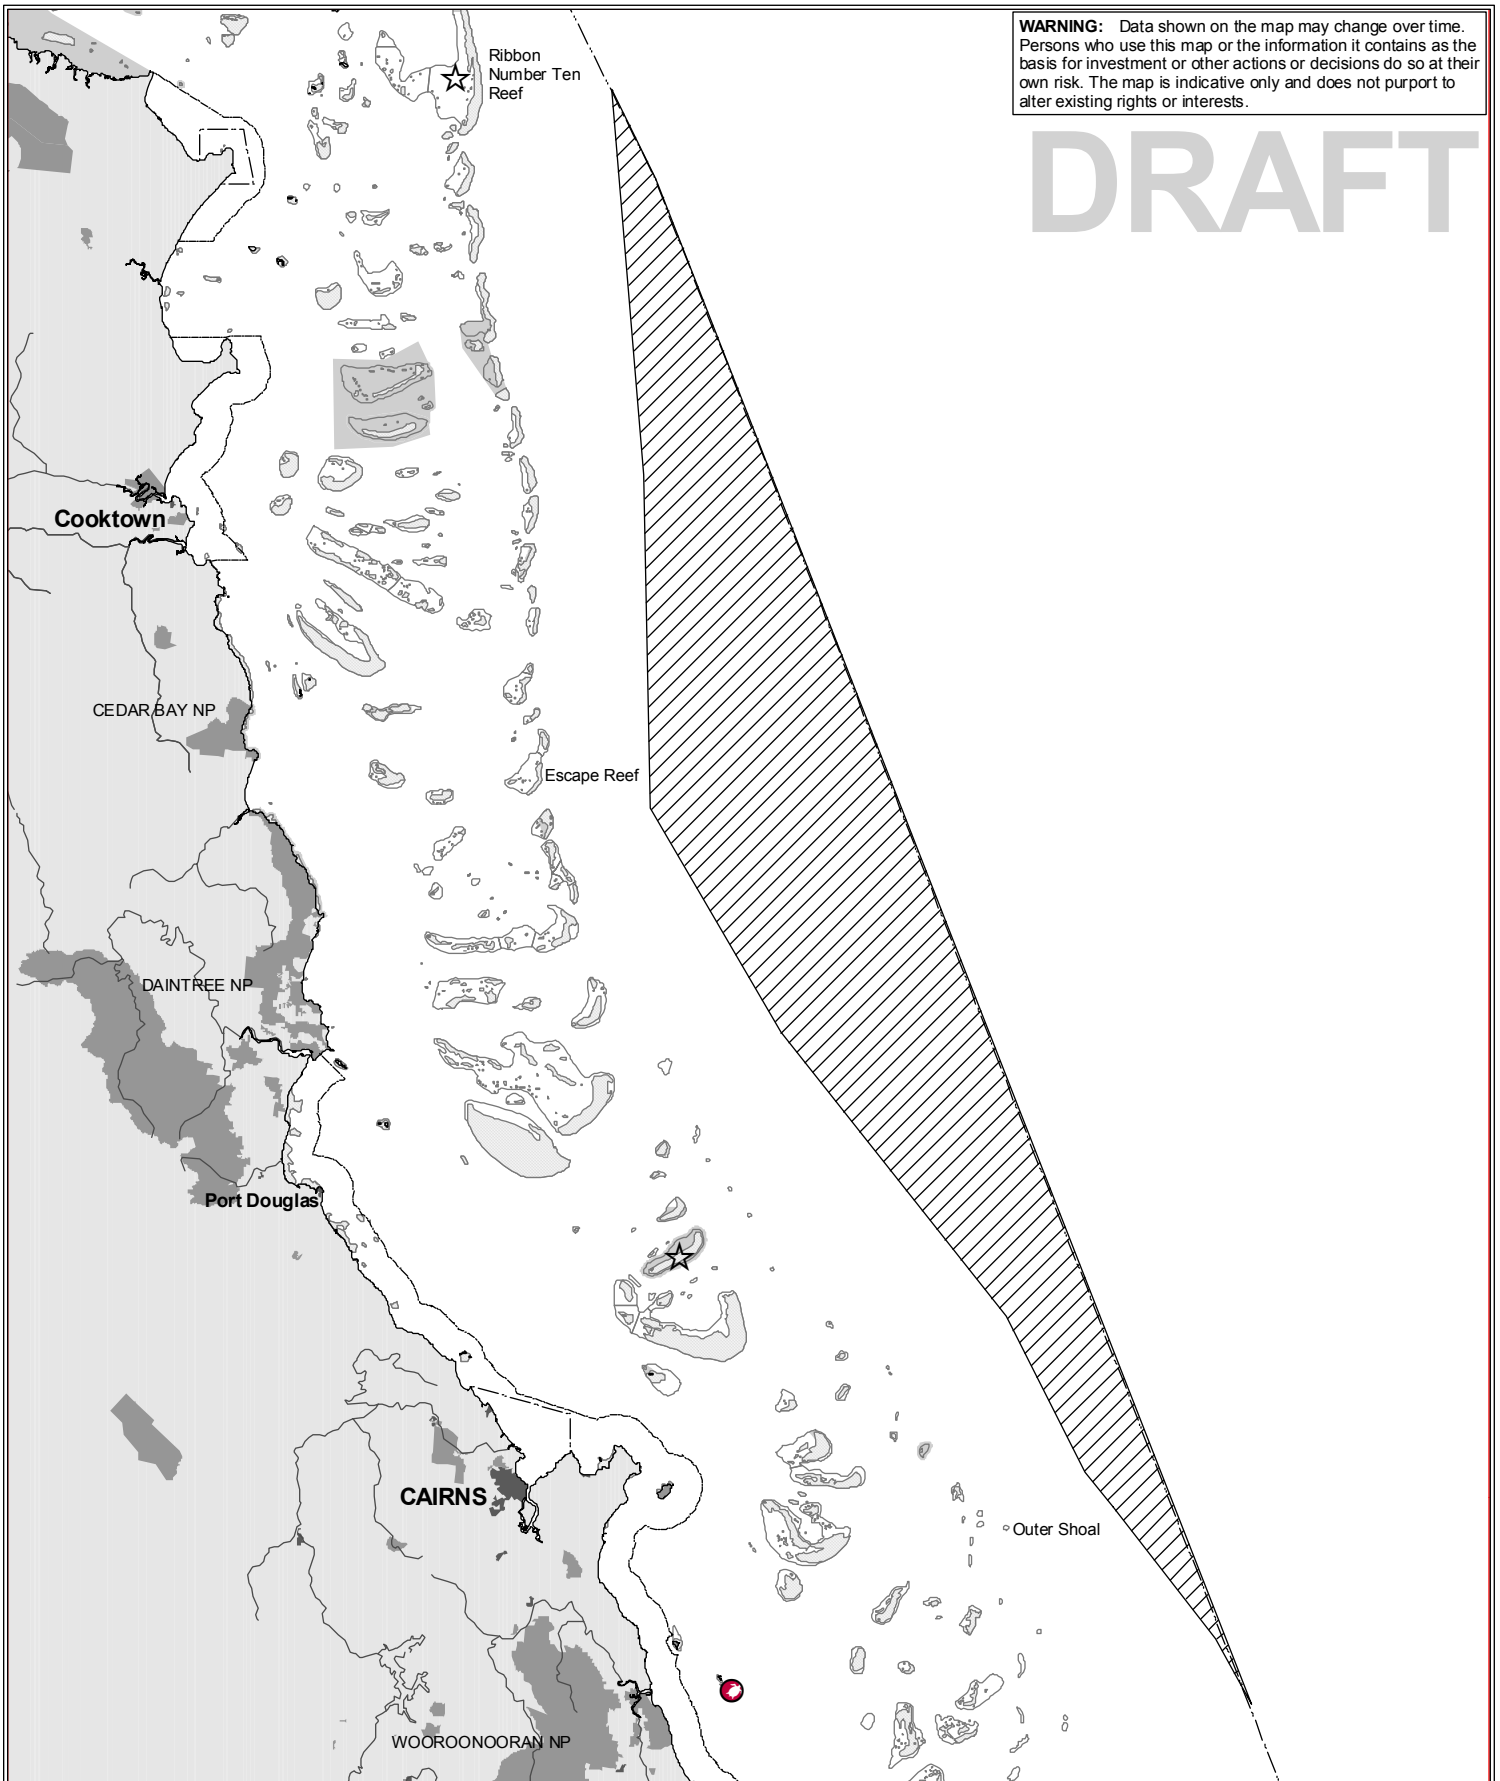 WARNING: Data shown on the map may change over time.
Persons who use this map or the information it contains as the
basis for investment or other actions or decisions do so at their
own risk. The map is indicative only and does not purport to
alter existing rights or interests.
DRAFT
Ribbon
Number Ten
Reef
Cooktown
CEDAR BAY NP
Escape Reef
DAINTREE NP
Port Douglas
CAIRNS
Outer Shoal
WOOROONOORAN NP